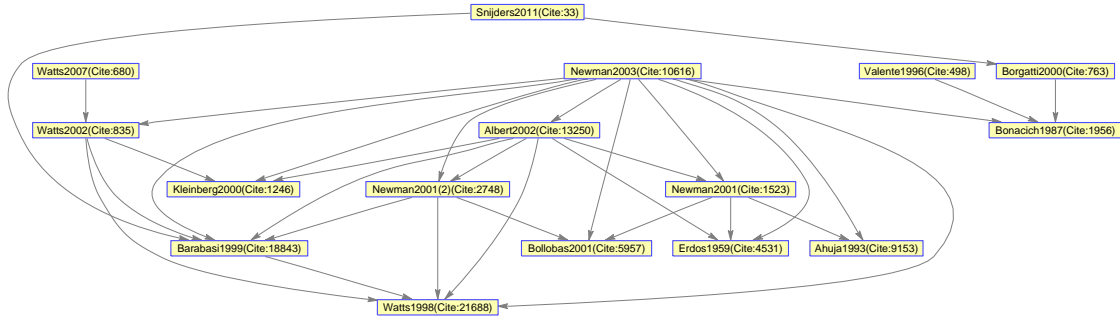 Snijders2011(Cite:33)
Watts2007(Cite:680)
Newman2003(Cite:10616)
Valente1996(Cite:498)
Borgatti2000(Cite:763)
Watts2002(Cite:835)
Albert2002(Cite:13250)
Bonacich1987(Cite:1956)
Kleinberg2000(Cite:1246)
Newman2001(2)(Cite:2748)
Newman2001(Cite:1523)
Barabasi1999(Cite:18843)
Bollobas2001(Cite:5957)
Erdos1959(Cite:4531)
Ahuja1993(Cite:9153)
Watts1998(Cite:21688)